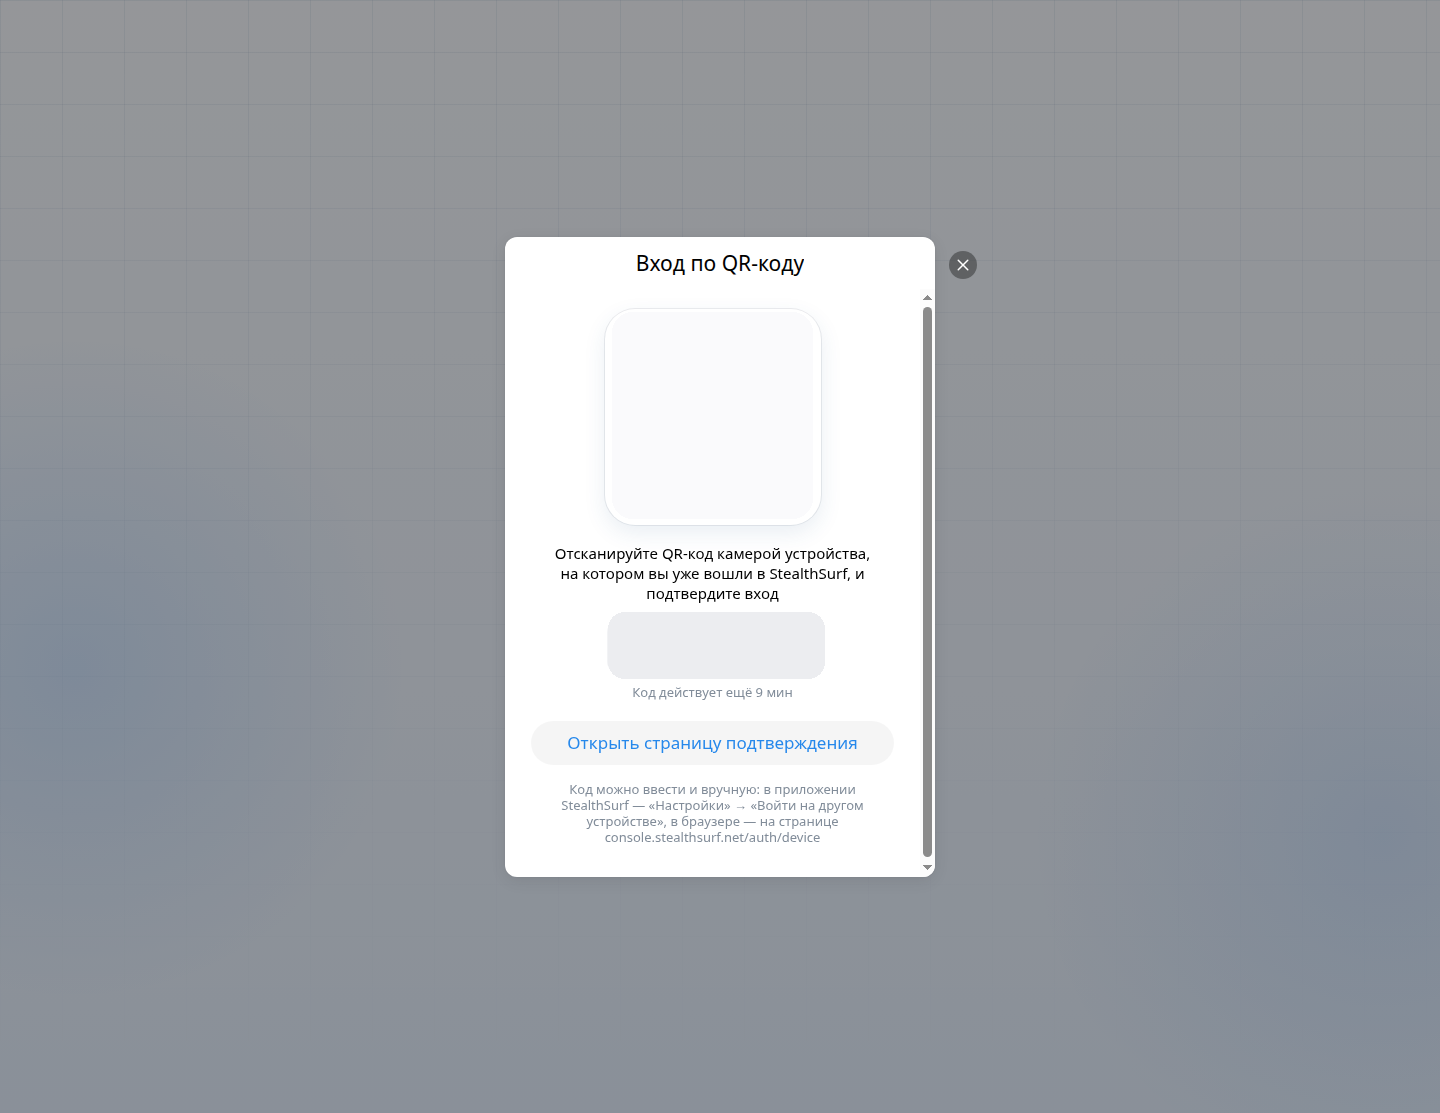 Вход по QR-коду
Отсканируйте QR-код камерой устройства,
на котором вы уже вошли в StealthSurf, и
подтвердите вход
Код действует ещё 9 мин
Открыть страницу подтверждения
Код можно ввести и вручную: в приложении
StealthSurf — «Настройки» → «Войти на другом
устройстве», в браузере — на странице
console.stealthsurf.net/auth/device